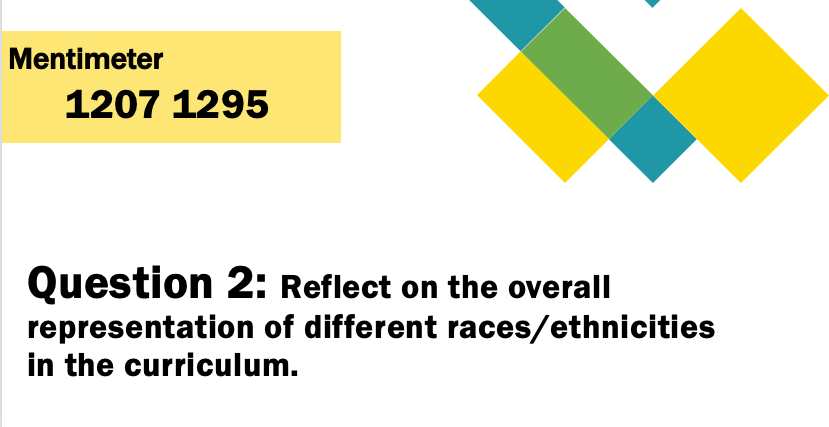 Mentimeter
1207 1295
Question 2: Reflect on the overall
representation of different races/ethnicities
in the curriculum.